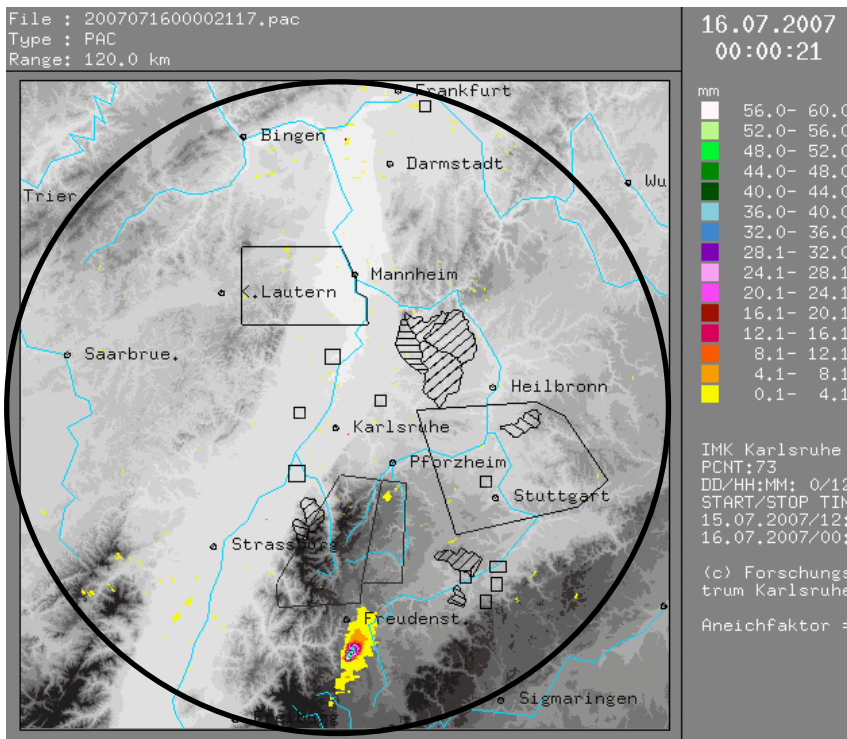 File : 2007071600002117.pac
Type : PAC
Range: 120.0 km
16.07.2007
00:00:21
mm
56.0- 60.0
52.0- 56.0
48.0- 52.0
44.0- 48.0
40.0- 44.0
36.0- 40.0
32.0- 36.0
28.1- 32.0
24.1- 28.1
20.1- 24.1
16.1- 20.1
12.1- 16.1
8.1- 12.1
4.1- 8.1
0.1- 4.1
IMK Karlsruhe
PCNT:73
DD/HH:MM: 0/12
START/STOP TIM
15.07.2007/12:
16.07.2007/00:
(c) Forschungs
trum Karlsruhe
Aneichfaktor =
Frankfurt
Bingen
Darmstadt
Trier
Wu
Mannheim
K.Lautern
Saarbrue.
Heilbronn
Karlsruhe
Pforzheim
Stuttgart
Strassburg
Freudenst.
Sigmaringen